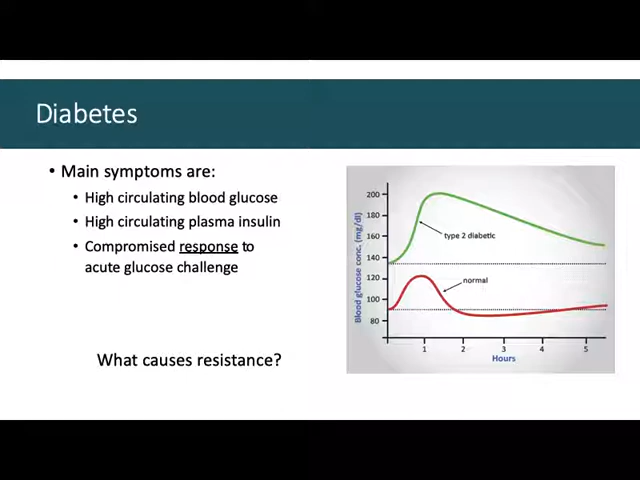 Diabetes
• Main symptoms are:
• High circulating blood glucose
• High circulating plasma insulin
• Compromised response to
acute glucose challenge
What causes resistance?
Blood glucose conc. (mg/dl)
200
180
160
140
120
100
80
type 2 diabetic
normal
1 2 3 4 5
Hours